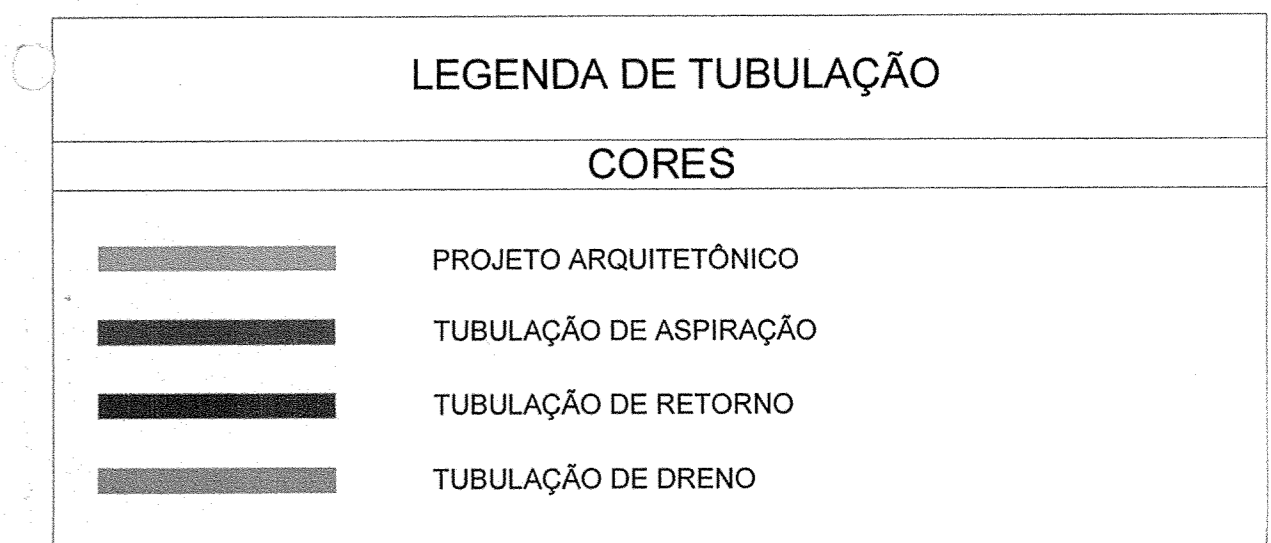 LEGENDA DE TUBULAÇÃO
CORES
PROJETO ARQUITETÔNICO
TUBULAÇÃO DE ASPIRAÇÃO
TUBULAÇÃO DE RETORNO
TUBULAÇÃO DE DRENO